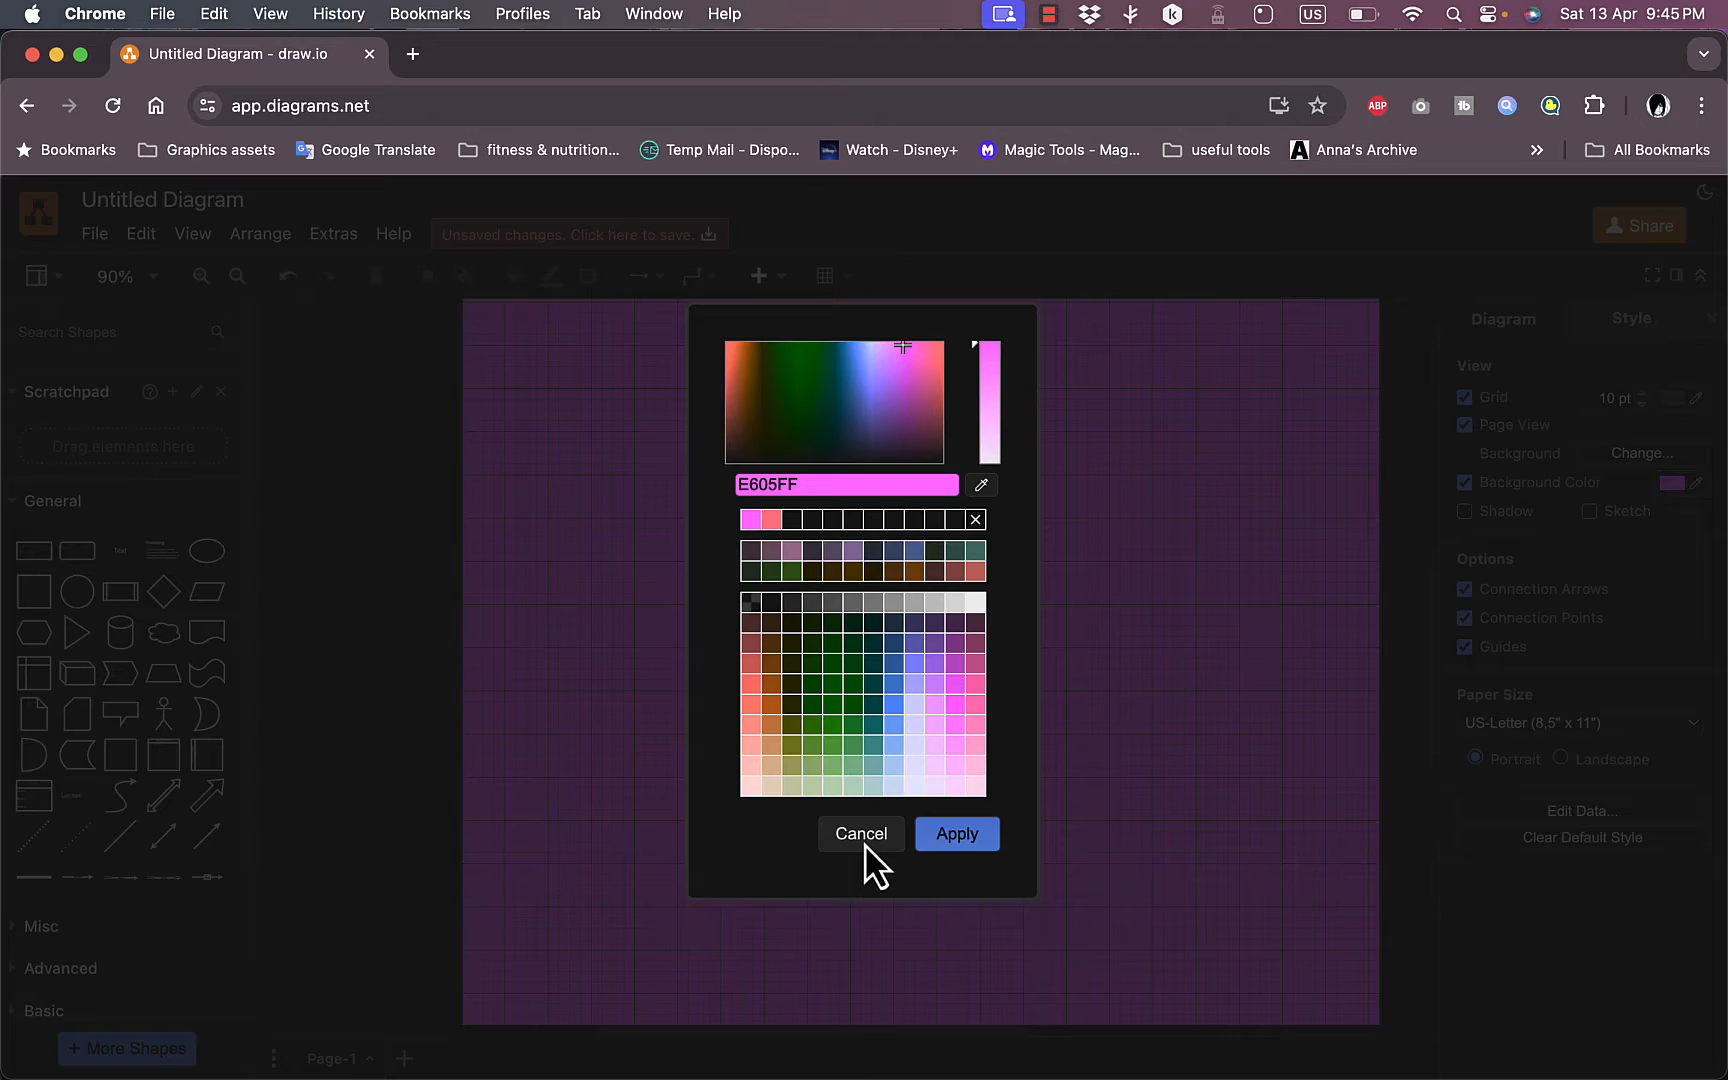 Chrome File Edit View History Bookmarks Profiles Tab Window Help US Sat 13 Apr 9:45 PM
Untitled Diagram - draw.io
app.diagrams.net ABP tb
Bookmarks Graphics assets Google Translate fitness & nutrition... Temp Mail - Dispo... Watch - Disney+ Magic Tools - Mag... useful tools Anna's Archive All Bookmarks
Untitled Diagram
File Edit View Arrange Extras Help Unsaved changes. Click here to save. Share
90%
Search Shapes
Scratchpad
Drag elements here
General
Text
Misc
Advanced
Basic
+ More Shapes
Page-1
E605FF
Cancel Apply
Diagram Style
View
Grid 10 pt
Page View
Background Change...
Background Color
Shadow Sketch
Options
Connection Arrows
Connection Points
Guides
Paper Size
US-Letter (8,5" x 11")
Portrait Landscape
Edit Data...
Clear Default Style